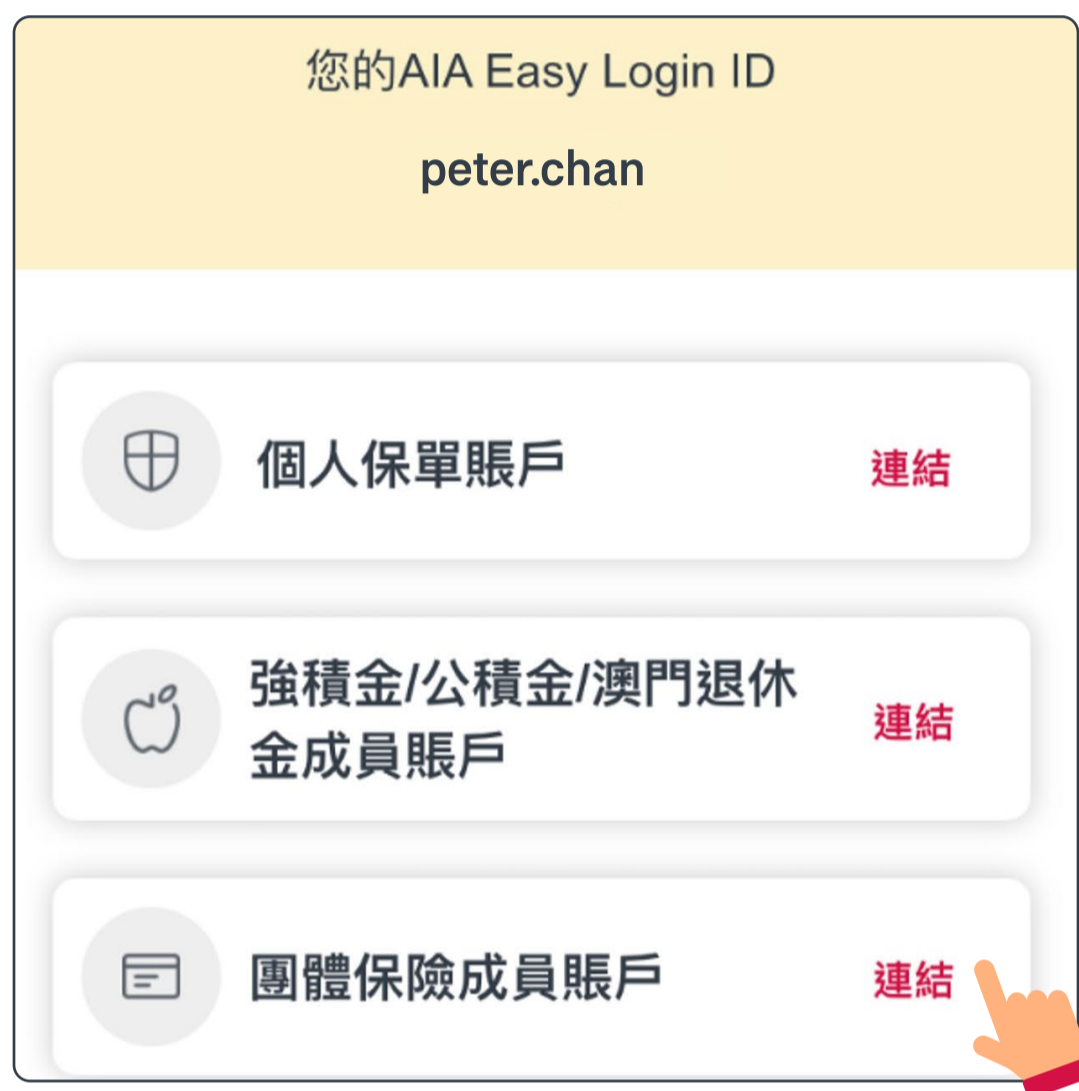 您的AIA Easy Login ID
peter.chan
個人保單賬戶
連結
強積金/公積金/澳門退休
金成員賬戶
連結
團體保險成員賬戶
連結